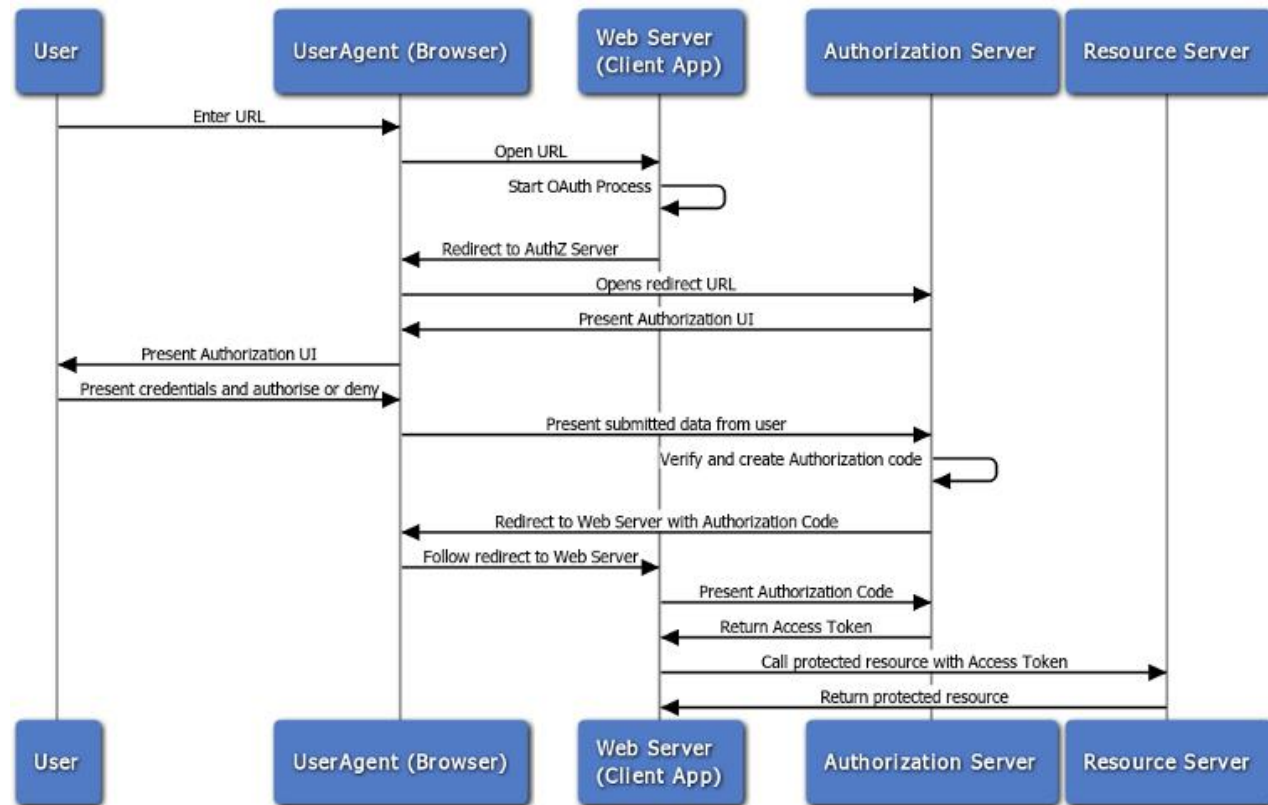 User
UserAgent (Browser)
Web Server
(Client App)
Authorization Server
Resource Server
Enter URL
Open URL
Start OAuth Process
Redirect to AuthZ Server
Opens redirect URL
Present Authorization UI
Present Authorization UI
Present credentials and authorise or deny
Present submitted data from user
Verify and create Authorization code
Redirect to Web Server with Authorization Code
Follow redirect to Web Server
Present Authorization Code
Return Access Token
Call protected resource with Access Token
Return protected resource
User
UserAgent (Browser)
Web Server
(Client App)
Authorization Server
Resource Server